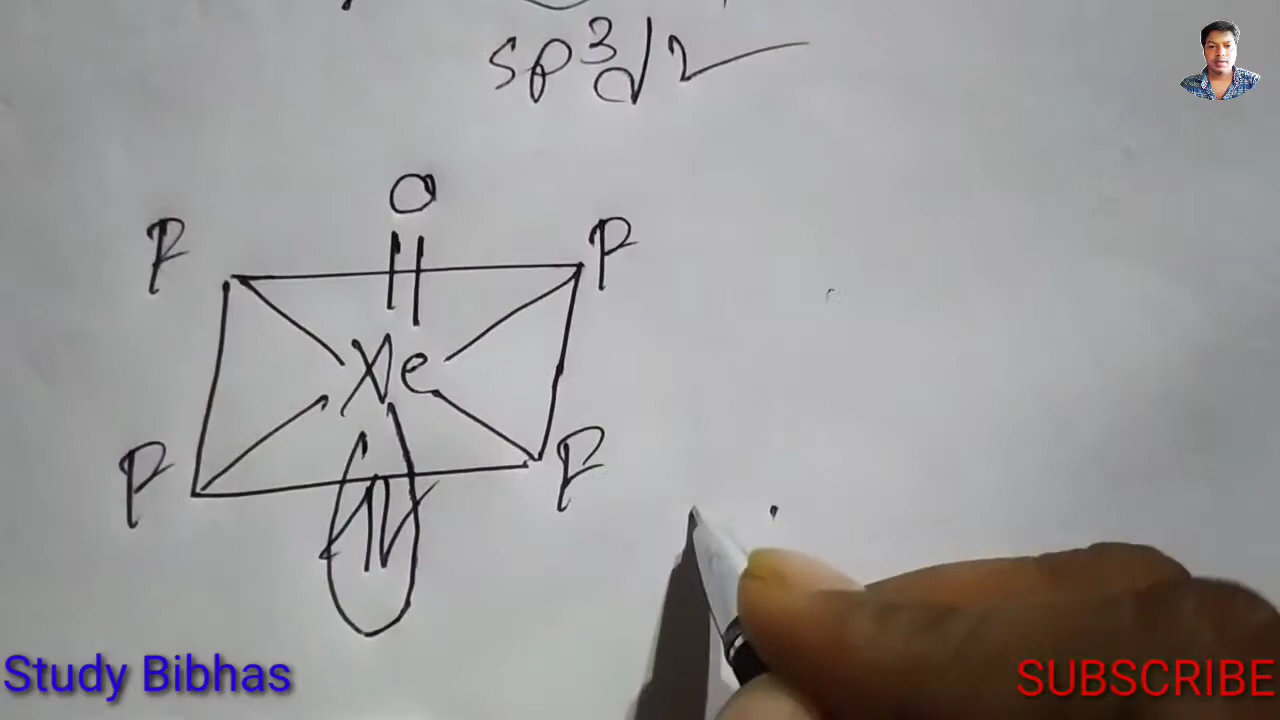 sp³d²
O
F F
Xe
F F
Study Bibhas
SUBSCRIBE